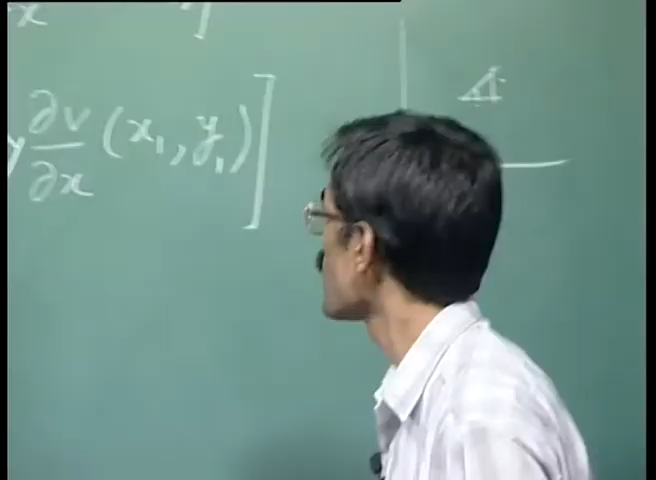 x
y ∂v/∂x (x₁, y₁) ]